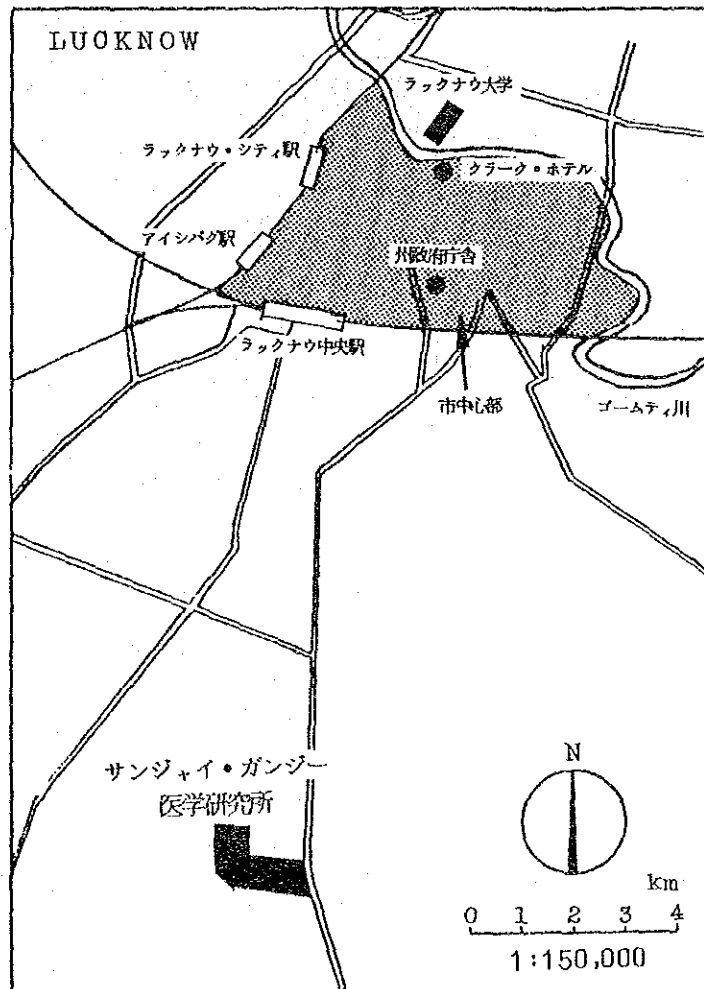 LUCKNOW
ラックナウ大学
ラックナウ・シティ駅
クラーク・ホテル
アイシバグ駅
州政府庁舎
ラックナウ中央駅
市中心部
ゴームティ川
サンジャイ・ガンジー
医学研究所
N
km
0 1 2 3 4
1:150,000